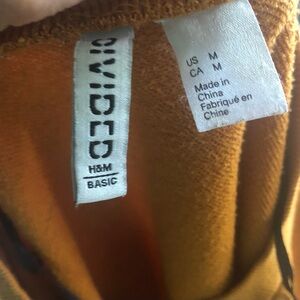 DIVIDED
H&M
BASIC
US M
CA M
Made in
China
Fabriqué en
Chine